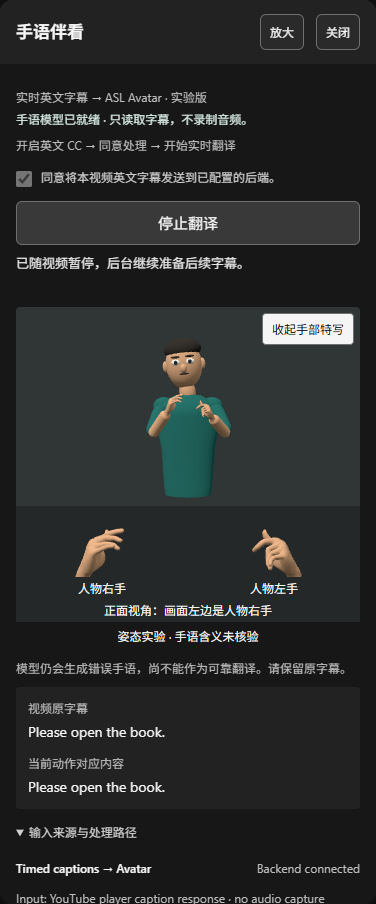 手语伴看
放大
关闭
实时英文字幕 → ASL Avatar · 实验版
手语模型已就绪 · 只读取字幕，不录制音频。
开启英文 CC → 同意处理 → 开始实时翻译
同意将本视频英文字幕发送到已配置的后端。
停止翻译
已随视频暂停，后台继续准备后续字幕。
收起手部特写
人物右手
人物左手
正面视角：画面左边是人物右手
姿态实验 · 手语含义未核验
模型仍会生成错误手语，尚不能作为可靠翻译。请保留原字幕。
视频原字幕
Please open the book.
当前动作对应内容
Please open the book.
▼ 输入来源与处理路径
Timed captions → Avatar
Backend connected
Input: YouTube player caption response · no audio capture